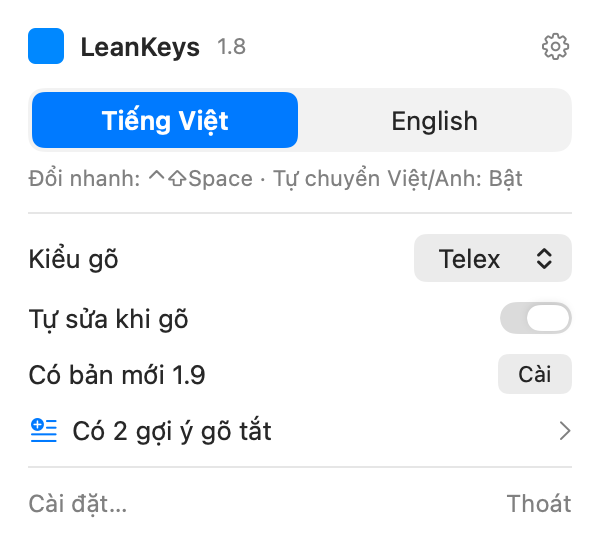 LeanKeys 1.8
Tiếng Việt English
Đổi nhanh: ^⇧Space · Tự chuyển Việt/Anh: Bật
Kiểu gõ Telex
Tự sửa khi gõ
Có bản mới 1.9 Cài
Có 2 gợi ý gõ tắt
Cài đặt... Thoát